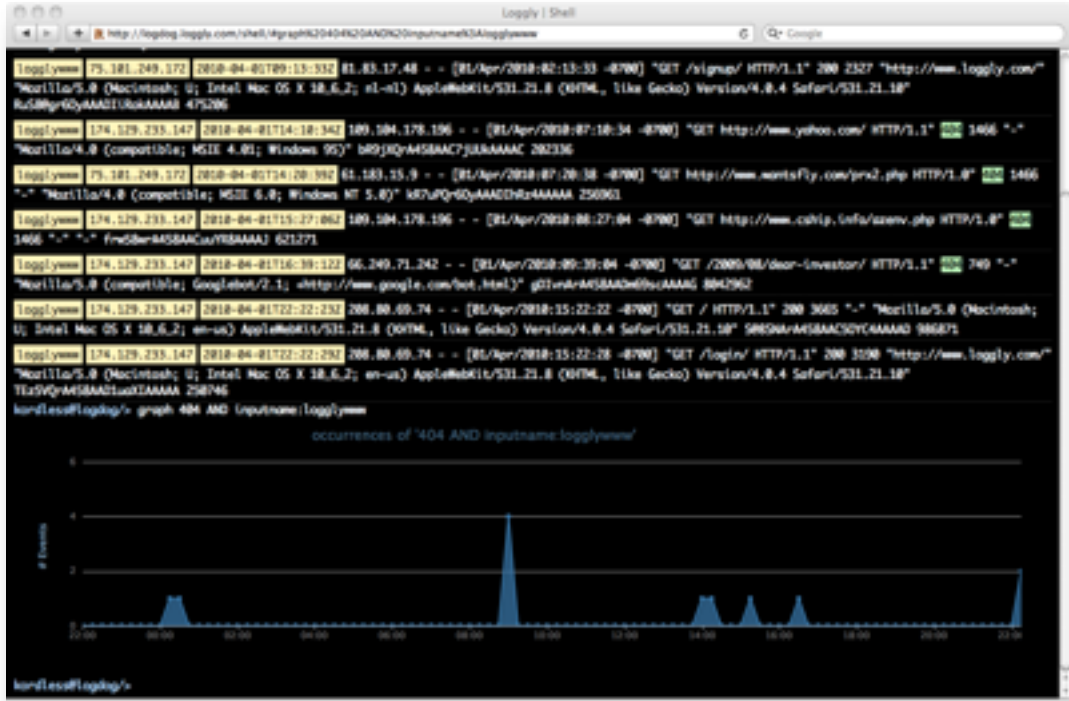 Loggly | Shell
http://logdog.loggly.com/shell/#graph%20404%20AND%20inputname%3Alogglywww
Google
logglywww 75.101.249.172 2010-04-01T09:13:33Z 81.83.17.48 - - [01/Apr/2010:02:13:33 -0700] "GET /signup/ HTTP/1.1" 200 2327 "http://www.loggly.com/"
"Mozilla/5.0 (Macintosh; U; Intel Mac OS X 10_6_2; nl-nl) AppleWebKit/531.21.8 (KHTML, like Gecko) Version/4.0.4 Safari/531.21.10"
475206
logglywww 174.129.233.147 2010-04-01T14:10:34Z 109.104.178.196 - - [01/Apr/2010:07:10:34 -0700] "GET http://www.yahoo.com/ HTTP/1.1" 404 1466 "-"
"Mozilla/4.0 (compatible; MSIE 4.01; Windows 95)" 202336
logglywww 75.101.249.172 2010-04-01T14:20:39Z 61.183.15.9 - - [01/Apr/2010:07:20:38 -0700] "GET http://www.wantsfly.com/prx2.php HTTP/1.0" 404 1466
"-" "Mozilla/4.0 (compatible; MSIE 6.0; Windows NT 5.0)" 250961
logglywww 174.129.233.147 2010-04-01T15:27:06Z 109.104.178.196 - - [01/Apr/2010:08:27:04 -0700] "GET http://www.cship.info/azenv.php HTTP/1.0" 404
1466 "-" "-" 621271
logglywww 174.129.233.147 2010-04-01T16:39:12Z 66.249.71.242 - - [01/Apr/2010:09:39:04 -0700] "GET /2009/08/dear-investor/ HTTP/1.1" 404 749 "-"
"Mozilla/5.0 (compatible; Googlebot/2.1; +http://www.google.com/bot.html)" 8042962
logglywww 174.129.233.147 2010-04-01T22:22:23Z 208.80.69.74 - - [01/Apr/2010:15:22:22 -0700] "GET / HTTP/1.1" 200 3665 "-" "Mozilla/5.0 (Macintosh;
U; Intel Mac OS X 10_6_2; en-us) AppleWebKit/531.21.8 (KHTML, like Gecko) Version/4.0.4 Safari/531.21.10" 986871
logglywww 174.129.233.147 2010-04-01T22:22:29Z 208.80.69.74 - - [01/Apr/2010:15:22:28 -0700] "GET /login/ HTTP/1.1" 200 3190 "http://www.loggly.com/"
"Mozilla/5.0 (Macintosh; U; Intel Mac OS X 10_6_2; en-us) AppleWebKit/531.21.8 (KHTML, like Gecko) Version/4.0.4 Safari/531.21.10"
250746
kordless@logdog/> graph 404 AND inputname:logglywww
occurrences of '404 AND inputname:logglywww'
6
4
# Events
2
0
22:00 00:00 02:00 04:00 06:00 08:00 10:00 12:00 14:00 16:00 18:00 20:00 22:00
kordless@logdog/>